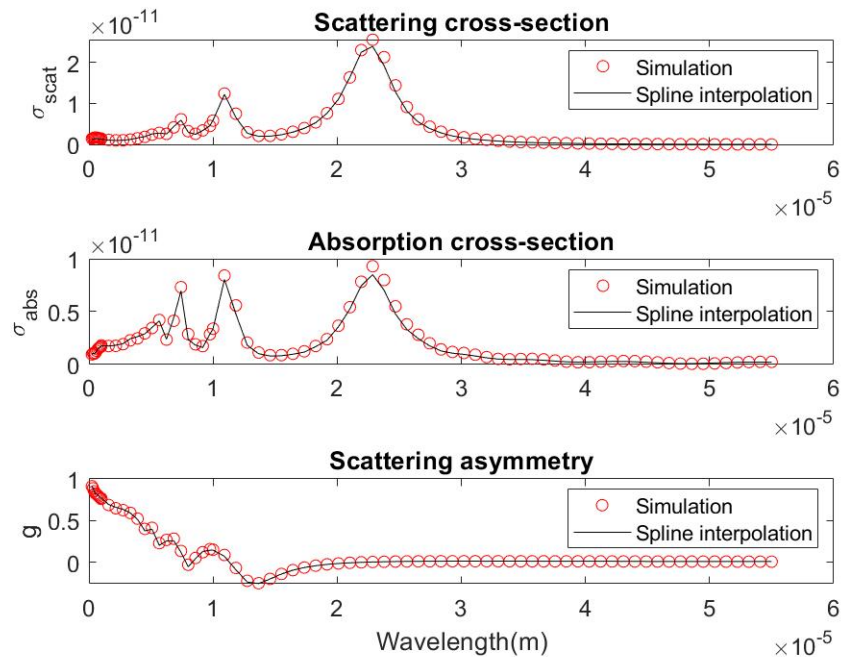 Scattering cross-section
×10⁻¹¹
2
1
0
σscat
Simulation
Spline interpolation
0 1 2 3 4 5 6
×10⁻⁵
Absorption cross-section
×10⁻¹¹
1
0.5
0
σabs
Simulation
Spline interpolation
0 1 2 3 4 5 6
×10⁻⁵
Scattering asymmetry
1
0.5
0
g
Simulation
Spline interpolation
0 1 2 3 4 5 6
Wavelength(m)
×10⁻⁵